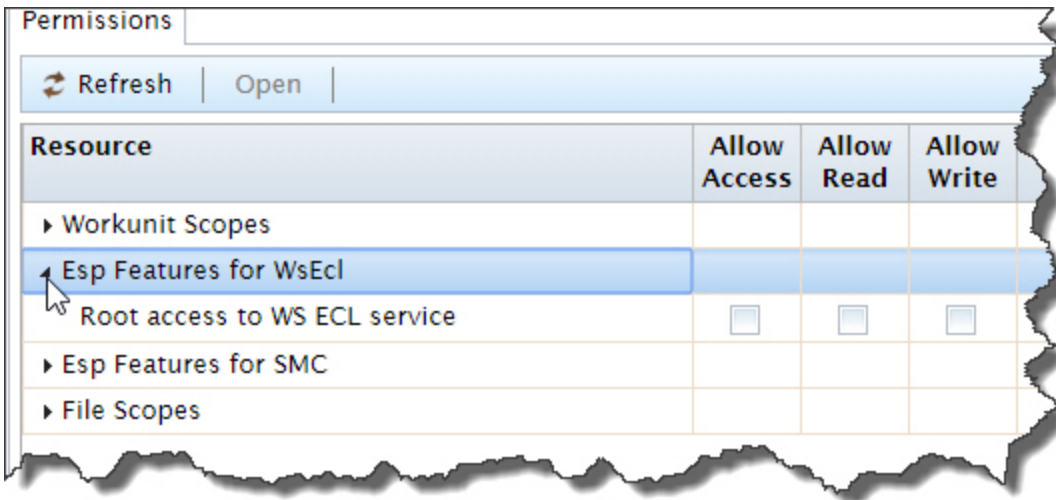 Permissions
Refresh Open
Resource Allow Access Allow Read Allow Write
Workunit Scopes
Esp Features for WsEcl
Root access to WS ECL service
Esp Features for SMC
File Scopes